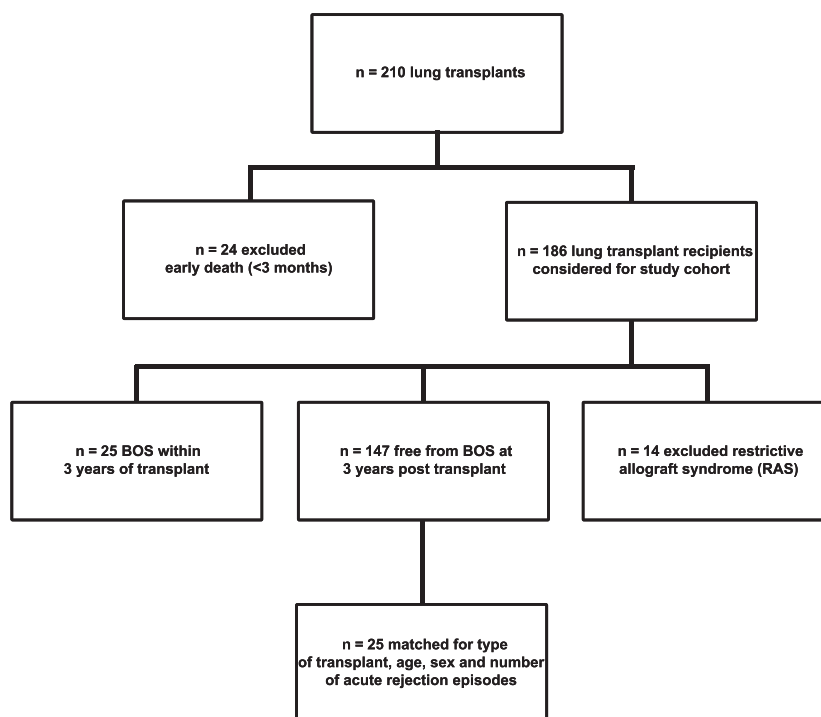 n = 210 lung transplants
n = 24 excluded
early death (<3 months)
n = 186 lung transplant recipients
considered for study cohort
n = 25 BOS within
3 years of transplant
n = 147 free from BOS at
3 years post transplant
n = 14 excluded restrictive
allograft syndrome (RAS)
n = 25 matched for type
of transplant, age, sex and number
of acute rejection episodes